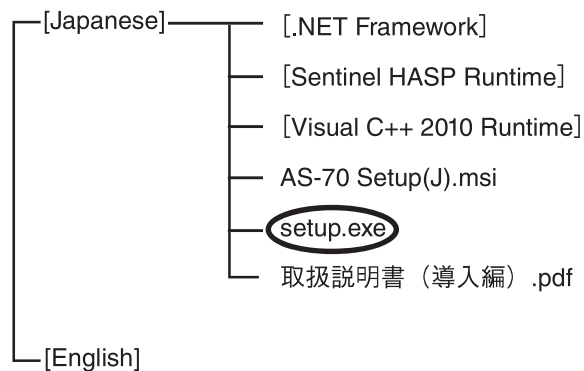 [Japanese]
[.NET Framework]
[Sentinel HASP Runtime]
[Visual C++ 2010 Runtime]
AS-70 Setup(J).msi
setup.exe
取扱説明書（導入編）.pdf
[English]